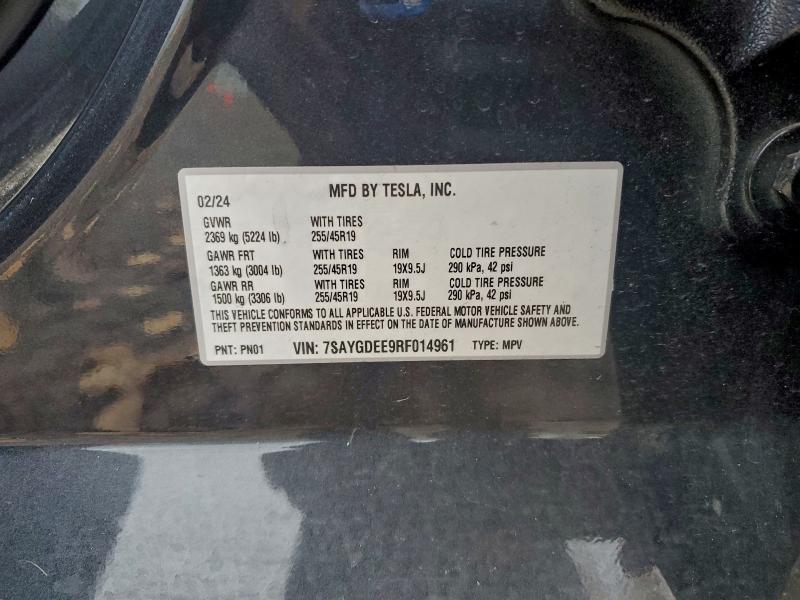 MFD BY TESLA, INC.
02/24
GVWR WITH TIRES
2369 kg (5224 lb) 255/45R19
GAWR FRT WITH TIRES RIM COLD TIRE PRESSURE
1363 kg (3004 lb) 255/45R19 19X9.5J 290 kPa, 42 psi
GAWR RR WITH TIRES RIM COLD TIRE PRESSURE
1500 kg (3306 lb) 255/45R19 19X9.5J 290 kPa, 42 psi
THIS VEHICLE CONFORMS TO ALL APPLICABLE U.S. FEDERAL MOTOR VEHICLE SAFETY AND
THEFT PREVENTION STANDARDS IN EFFECT ON THE DATE OF MANUFACTURE SHOWN ABOVE.
PNT: PN01 VIN: 7SAYGDEE9RF014961 TYPE: MPV